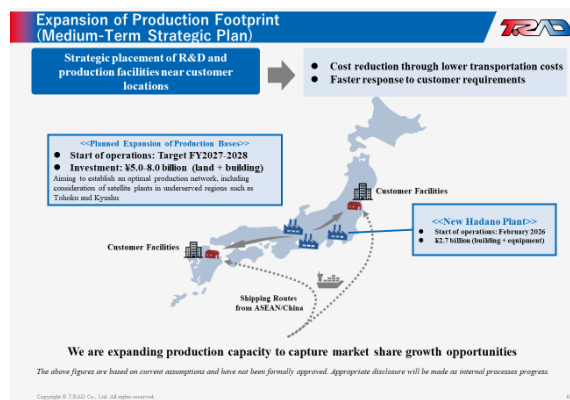 Expansion of Production Footprint
(Medium-Term Strategic Plan)
T.RAD
Strategic placement of R&D and
production facilities near customer
locations
● Cost reduction through lower transportation costs
● Faster response to customer requirements
<<Planned Expansion of Production Bases>>
● Start of operations: Target FY2027-2028
● Investment: ¥5.0-8.0 billion (land + building)
Aiming to establish an optimal production network, including
consideration of satellite plants in underserved regions such as
Tohoku and Kyushu
Customer Facilities
<<New Hadano Plant>>
● Start of operations: February 2026
● ¥2.7 billion (building + equipment)
Customer Facilities
Shipping Routes
from ASEAN/China
We are expanding production capacity to capture market share growth opportunities
The above figures are based on current assumptions and have not been formally approved. Appropriate disclosure will be made as internal processes progress.
Copyright © T.RAD Co., Ltd. All rights reserved.